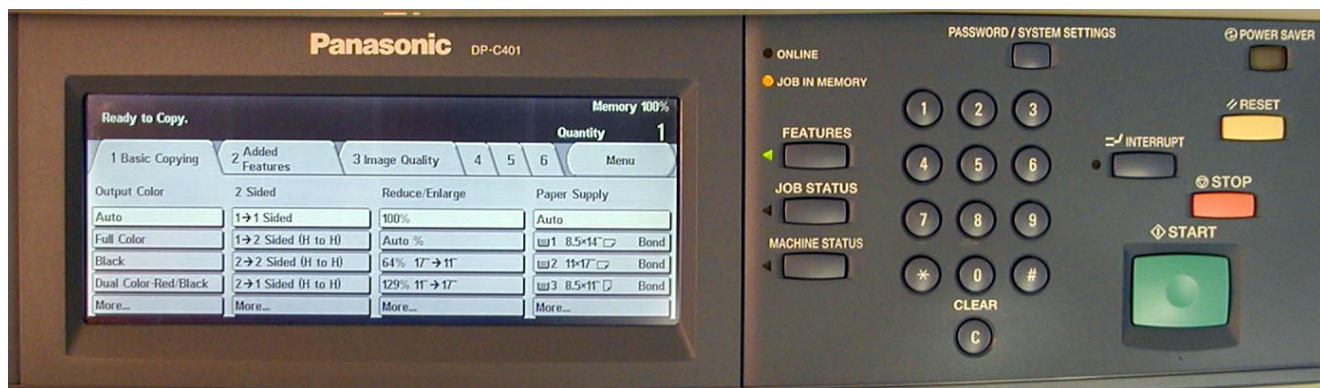 Panasonic DP-C401
Ready to Copy.
Memory 100%
Quantity 1
1 Basic Copying
2 Added Features
3 Image Quality
4
5
6
Menu
Output Color
Auto
Full Color
Black
Dual Color-Red/Black
More...
2 Sided
1→1 Sided
1→2 Sided (H to H)
2→2 Sided (H to H)
2→1 Sided (H to H)
More...
Reduce/Enlarge
100%
Auto %
64% 17"→11"
129% 11"→17"
More...
Paper Supply
Auto
1 8.5×14" Bond
2 11×17" Bond
3 8.5×11" Bond
More...
ONLINE
JOB IN MEMORY
FEATURES
JOB STATUS
MACHINE STATUS
PASSWORD / SYSTEM SETTINGS
1 2 3
4 5 6
7 8 9
* 0 #
CLEAR
C
POWER SAVER
RESET
INTERRUPT
STOP
START